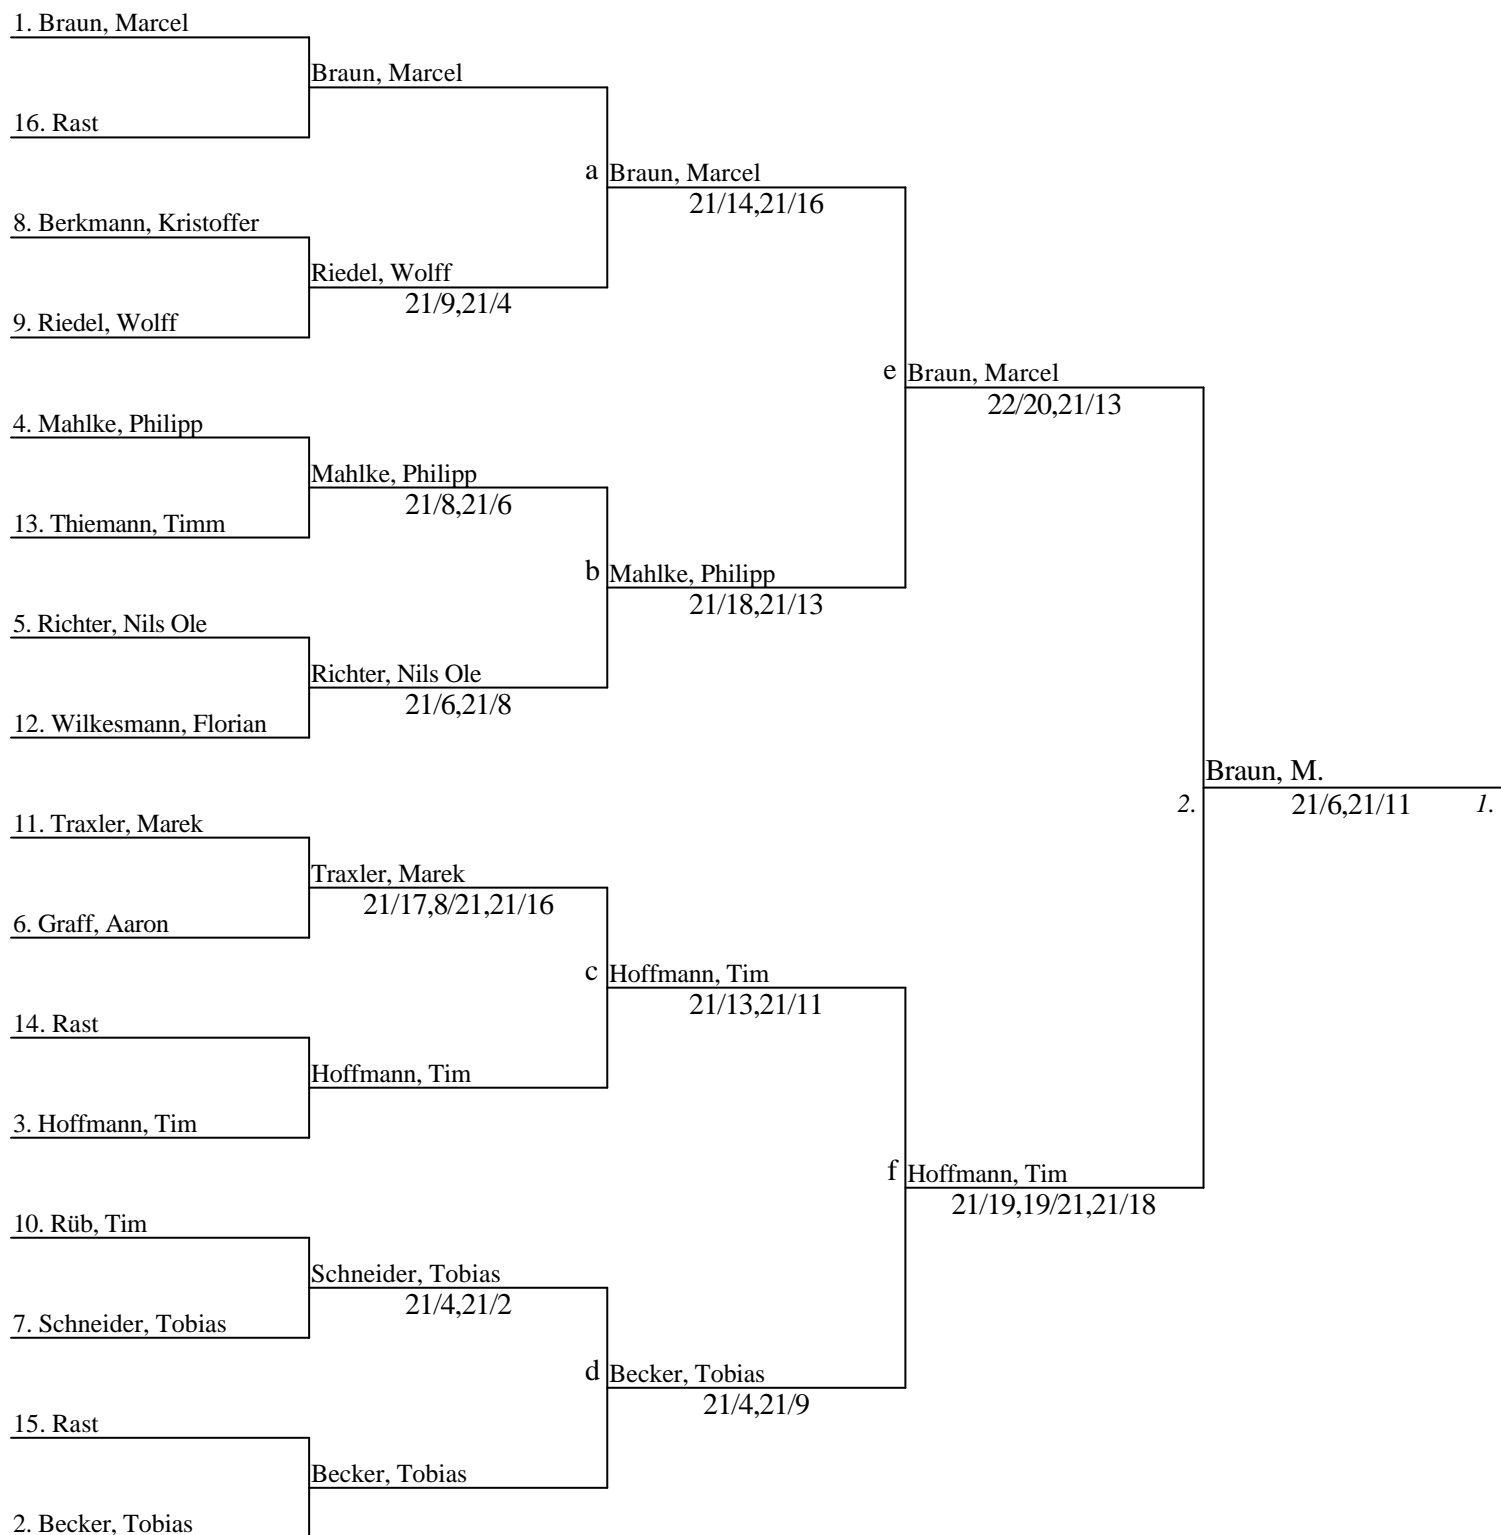 1. Braun, Marcel
Braun, Marcel
16. Rast
a Braun, Marcel
21/14,21/16
8. Berkmann, Kristoffer
Riedel, Wolff
21/9,21/4
9. Riedel, Wolff
e Braun, Marcel
22/20,21/13
4. Mahlke, Philipp
Mahlke, Philipp
21/8,21/6
13. Thiemann, Timm
b Mahlke, Philipp
21/18,21/13
5. Richter, Nils Ole
Richter, Nils Ole
21/6,21/8
12. Wilkesmann, Florian
Braun, M.
2. 21/6,21/11 1.
11. Traxler, Marek
Traxler, Marek
21/17,8/21,21/16
6. Graff, Aaron
c Hoffmann, Tim
21/13,21/11
14. Rast
Hoffmann, Tim
3. Hoffmann, Tim
f Hoffmann, Tim
21/19,19/21,21/18
10. Rüb, Tim
Schneider, Tobias
21/4,21/2
7. Schneider, Tobias
d Becker, Tobias
21/4,21/9
15. Rast
Becker, Tobias
2. Becker, Tobias